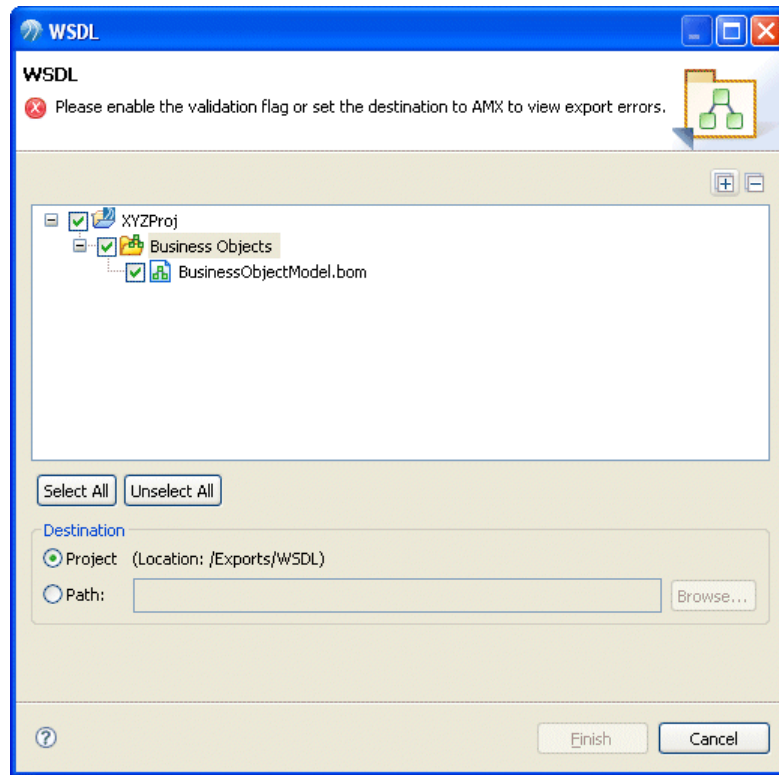 WSDL
WSDL
Please enable the validation flag or set the destination to AMX to view export errors.
XYZProj
Business Objects
BusinessObjectModel.bom
Select All Unselect All
Destination
Project (Location: /Exports/WSDL)
Path: Browse...
Finish Cancel